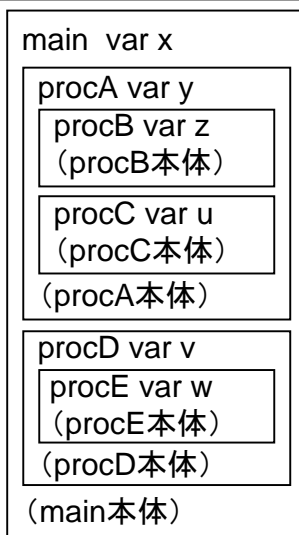 main var x
procA var y
procB var z
（procB本体）
procC var u
（procC本体）
（procA本体）
procD var v
procE var w
（procE本体）
（procD本体）
（main本体）